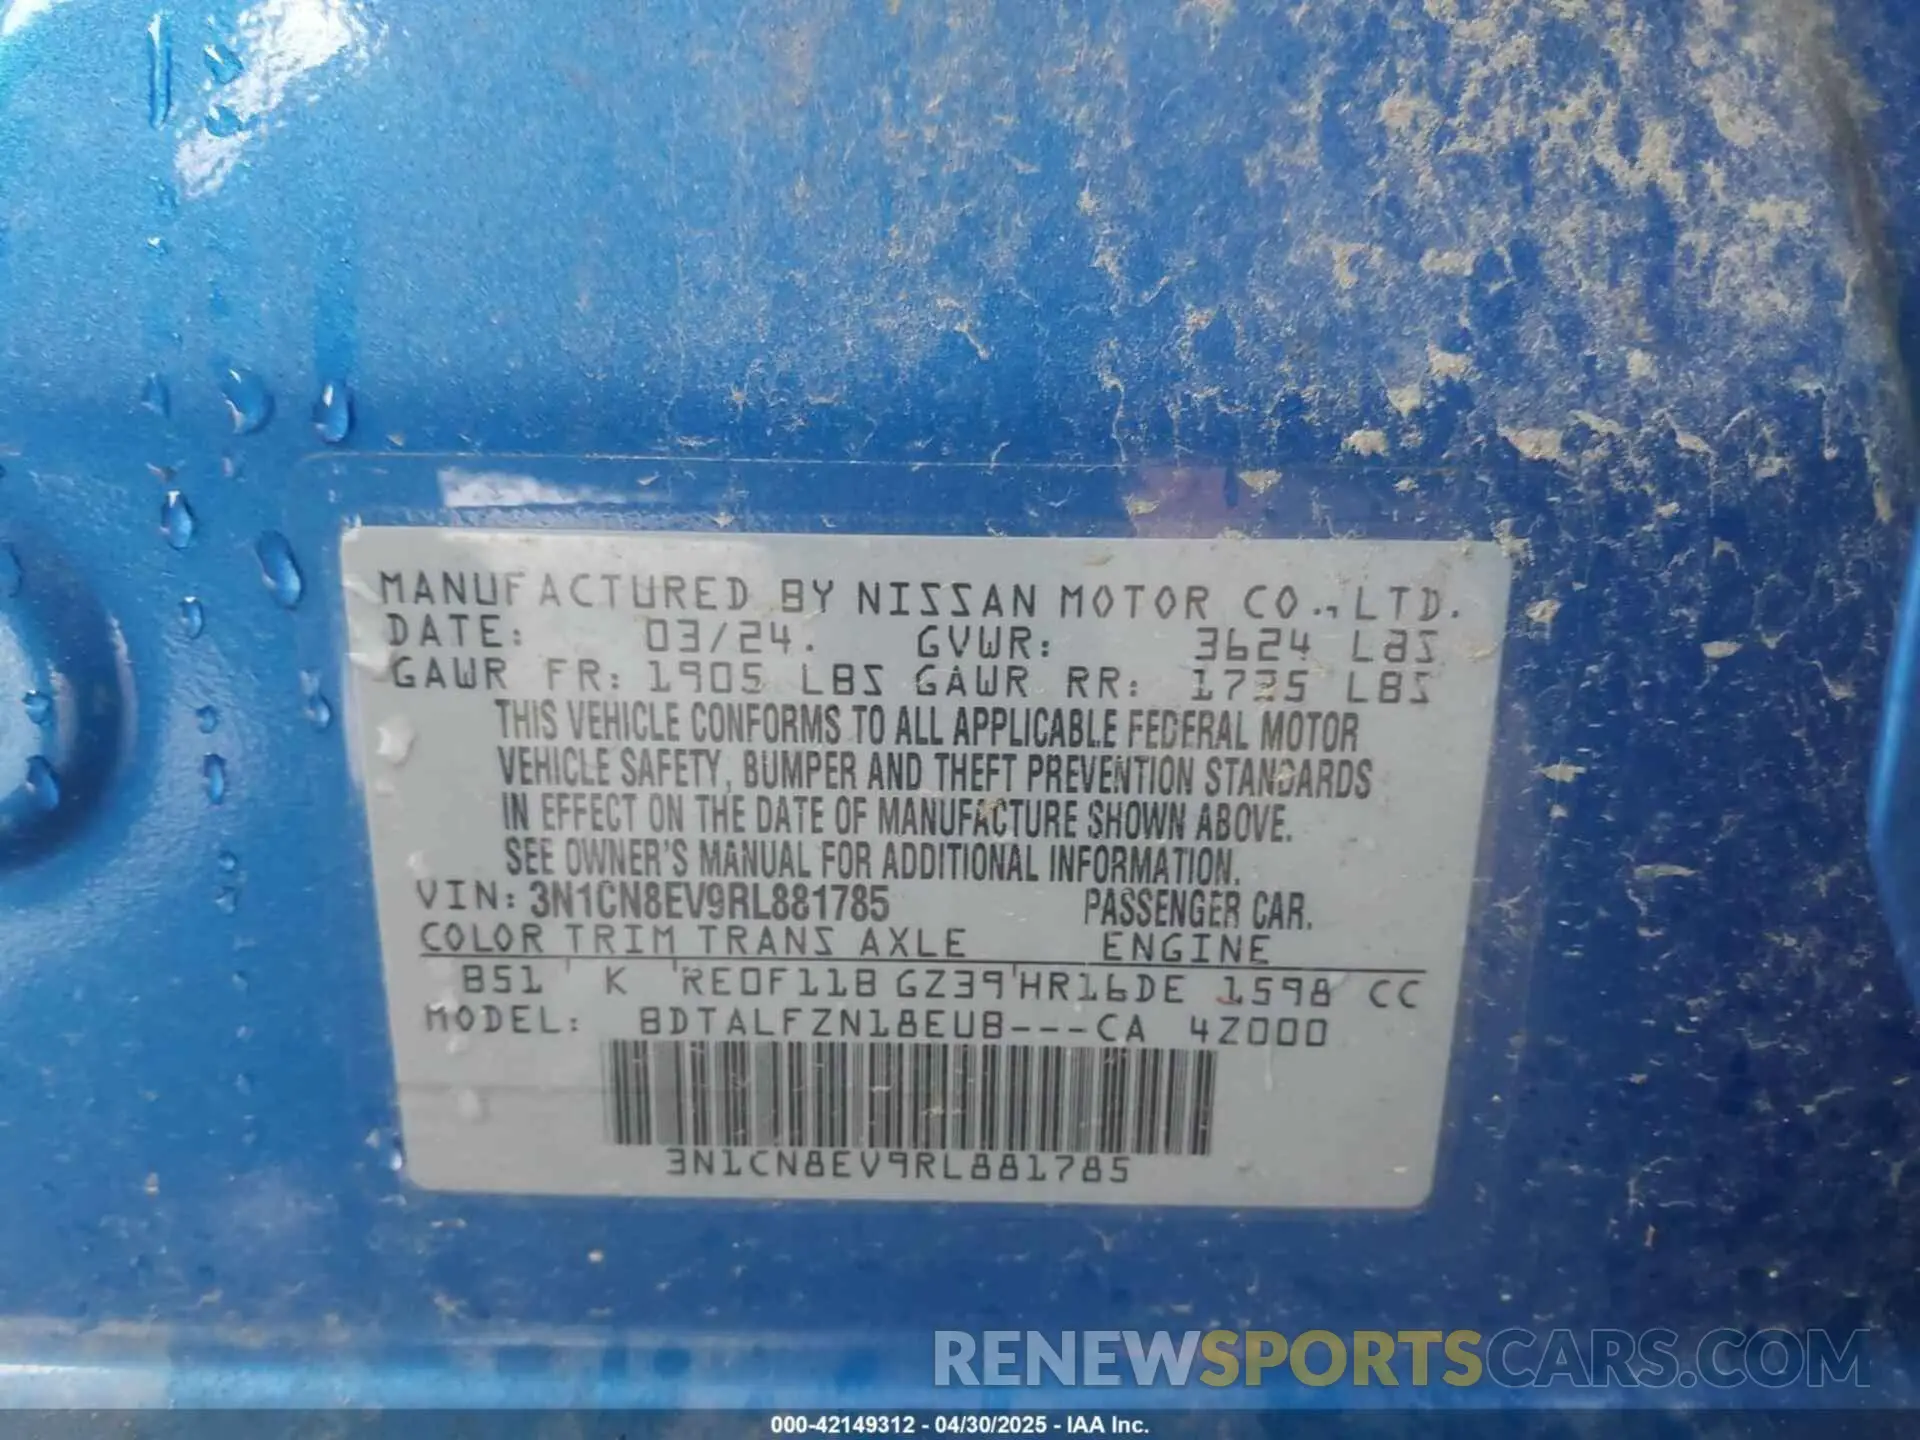 MANUFACTURED BY NISSAN MOTOR CO., LTD.
DATE: 03/24. GVWR: 3624 LBS
GAWR FR: 1905 LBS GAWR RR: 1725 LBS
THIS VEHICLE CONFORMS TO ALL APPLICABLE FEDERAL MOTOR
VEHICLE SAFETY, BUMPER AND THEFT PREVENTION STANDARDS
IN EFFECT ON THE DATE OF MANUFACTURE SHOWN ABOVE.
SEE OWNER'S MANUAL FOR ADDITIONAL INFORMATION.
VIN: 3N1CN8EV9RL881785 PASSENGER CAR.
COLOR TRIM TRANS AXLE ENGINE
B51 K RE0F11B GZ39 HR16DE 1598 CC
MODEL: BDTALFZN18EUB---CA 4Z000
3N1CN8EV9RL881785
RENEWSPORTSCARS.COM
000-42149312 - 04/30/2025 - IAA Inc.